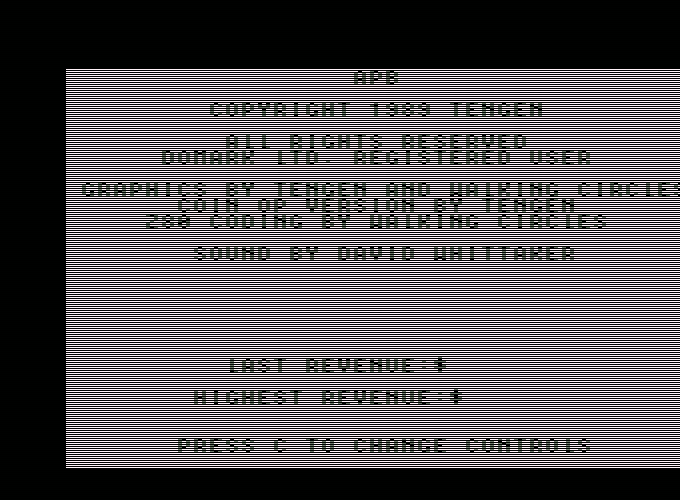 APB
COPYRIGHT 1989 TENGEN
ALL RIGHTS RESERVED
DOMARK LTD. REGISTERED USER
GRAPHICS BY TENGEN AND WALKING CIRCLES
COIN OP VERSION BY TENGEN
Z80 CODING BY WALKING CIRCLES
SOUND BY DAVID WHITTAKER
LAST REVENUE:$
HIGHEST REVENUE:$
PRESS C TO CHANGE CONTROLS